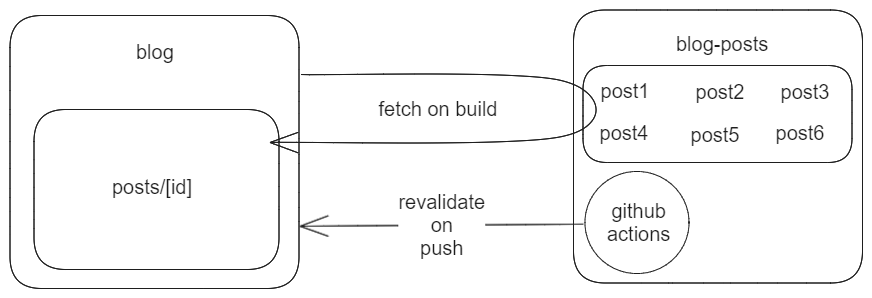 blog
posts/[id]
fetch on build
revalidate
on
push
blog-posts
post1 post2 post3
post4 post5 post6
github
actions